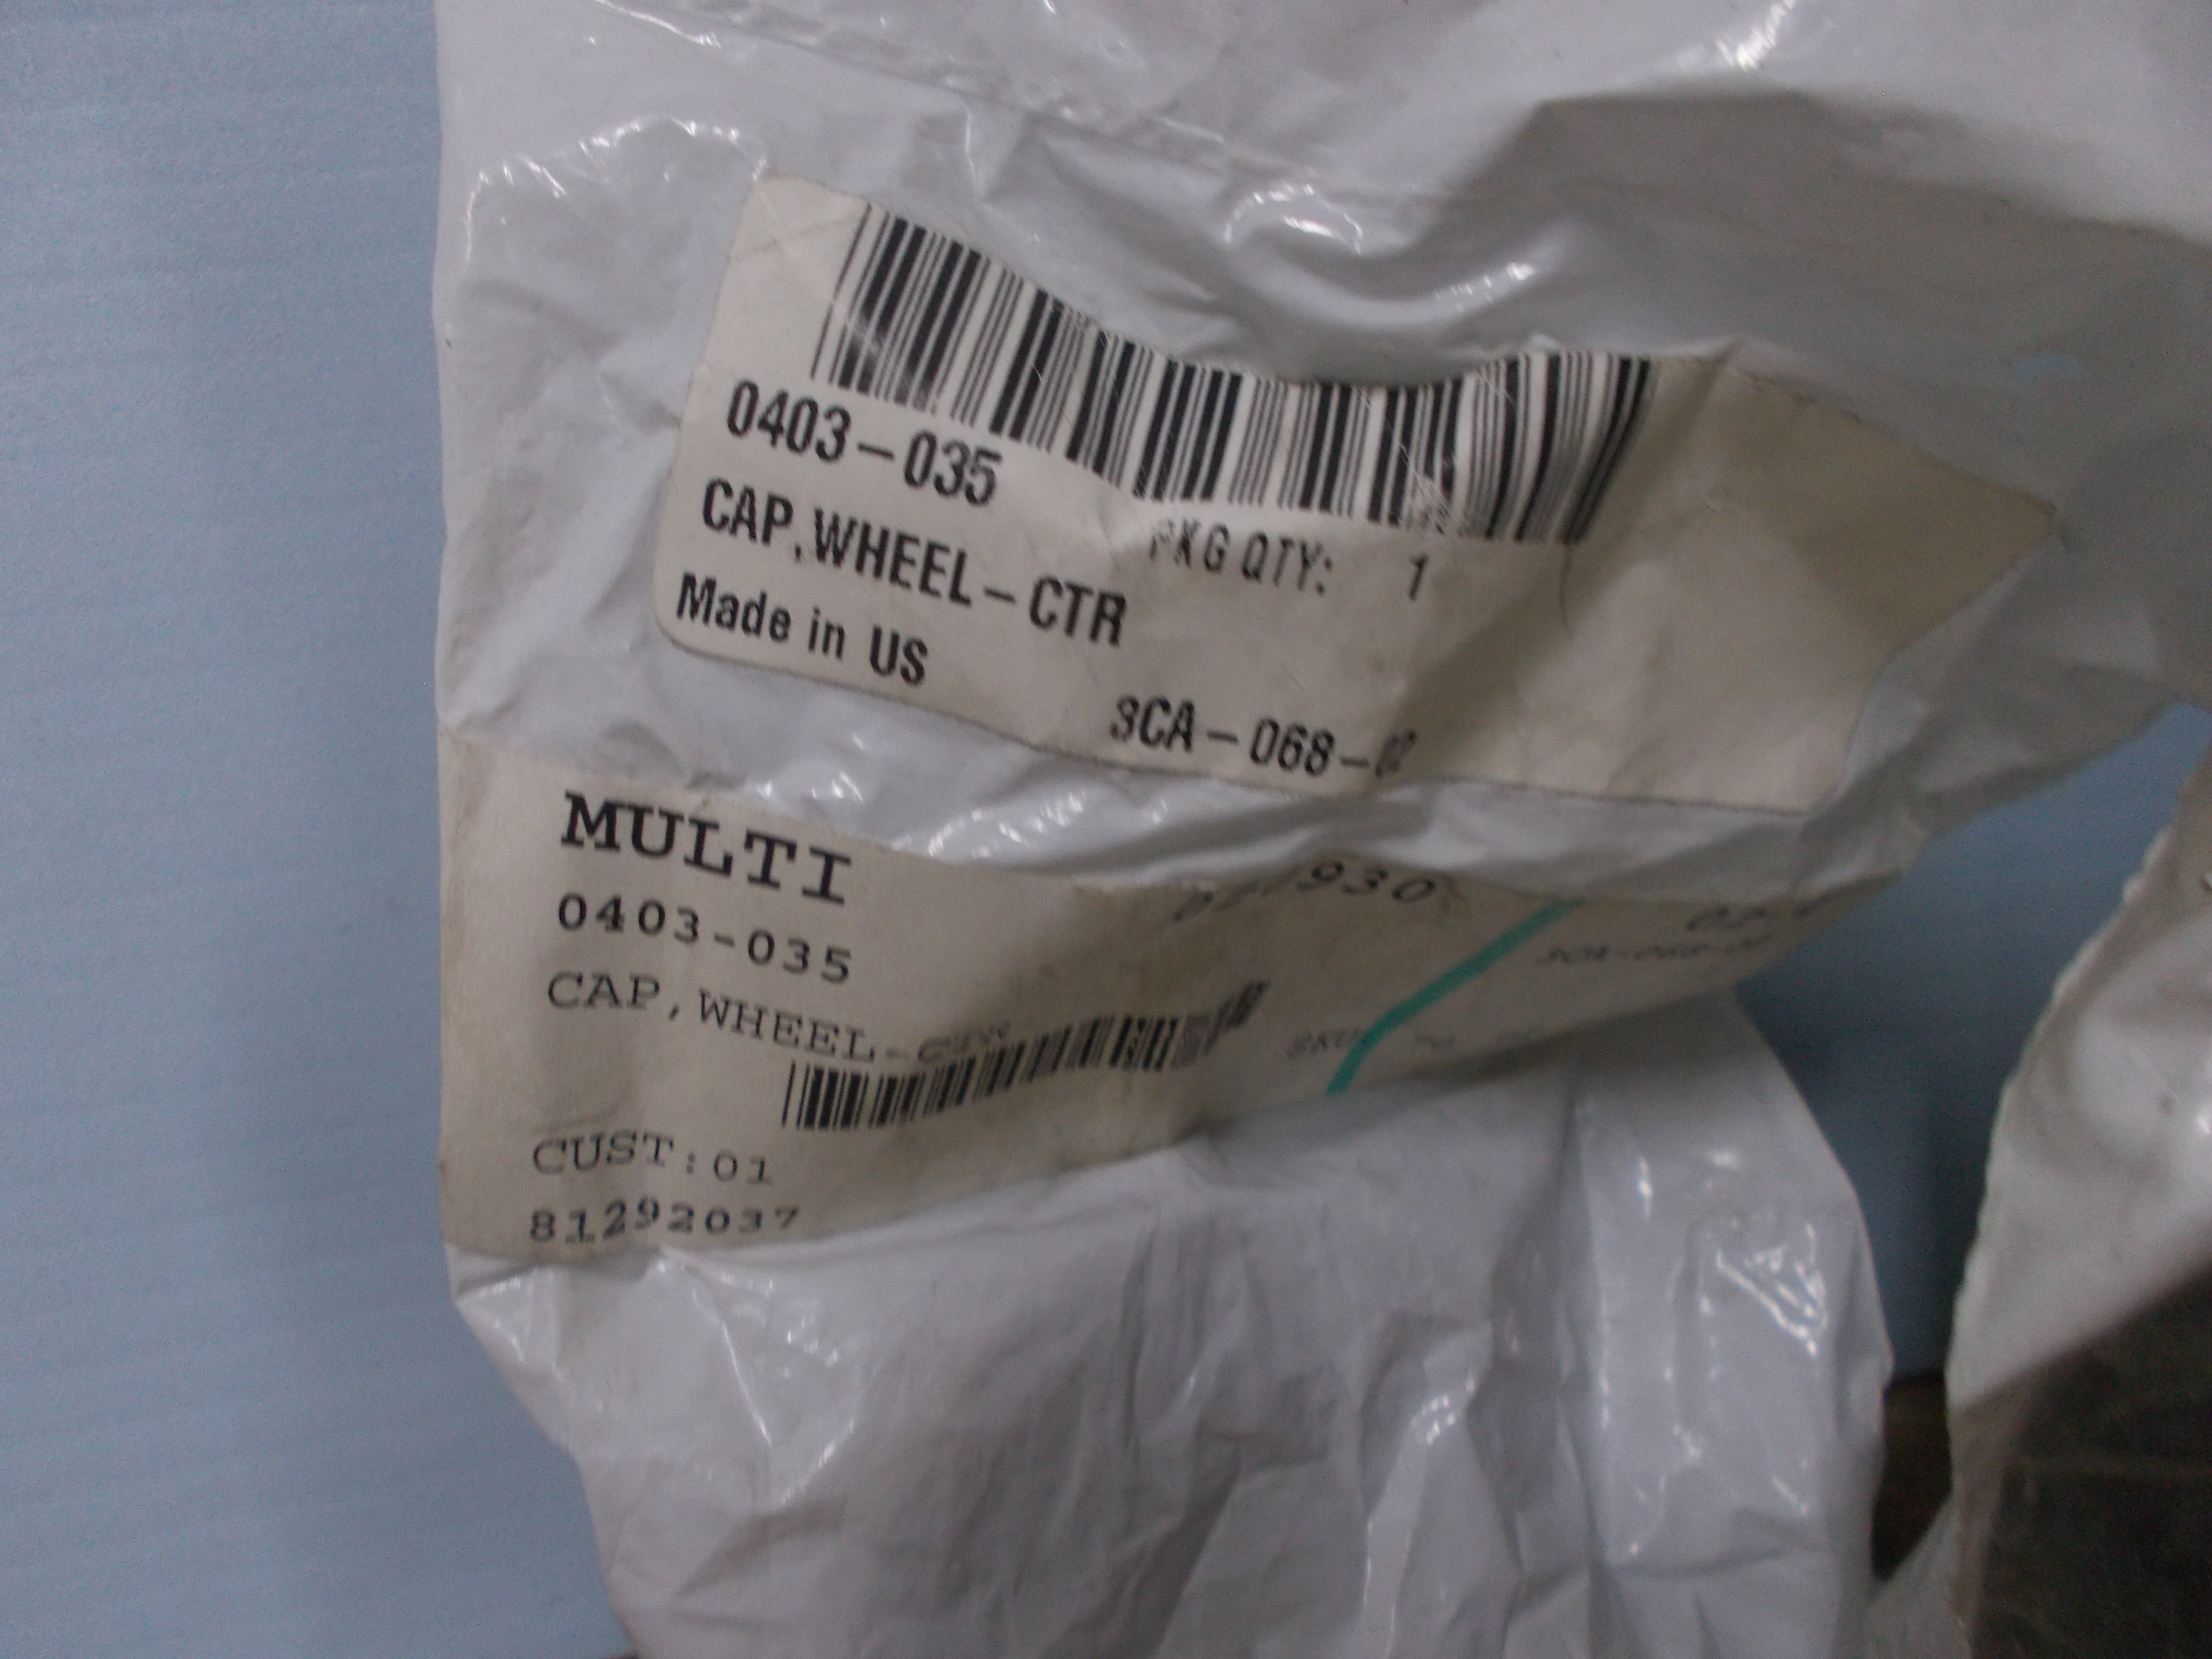 0403-035
PKG QTY: 1
CAP,WHEEL-CTR
Made in US
3CA-068-02
MULTI
0403-035
CAP,WHEEL-
CUST:01
81292037